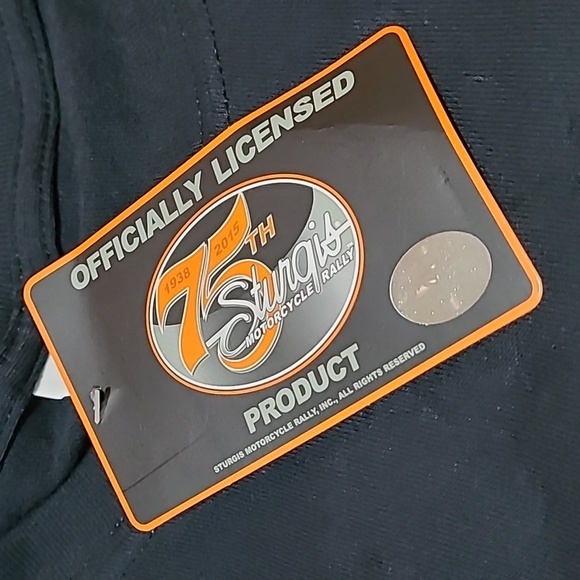 OFFICIALLY LICENSED
1938 2015
75TH
Sturgis
MOTORCYCLE RALLY
PRODUCT
STURGIS MOTORCYCLE RALLY, INC., ALL RIGHTS RESERVED